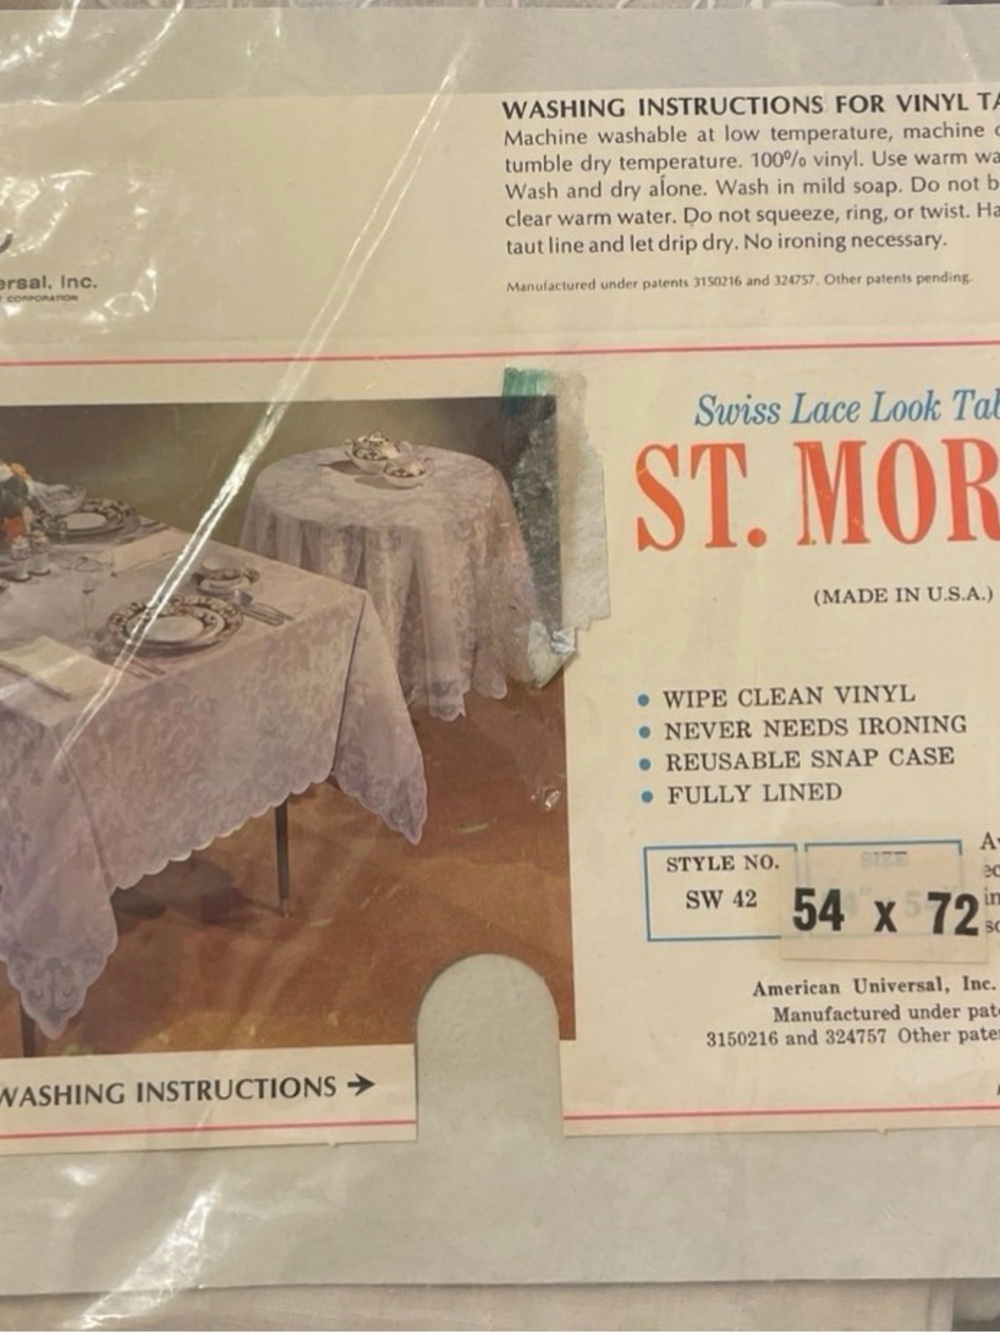 WASHING INSTRUCTIONS FOR VINYL TA
Machine washable at low temperature, machine
tumble dry temperature. 100% vinyl. Use warm wa
Wash and dry alone. Wash in mild soap. Do not b
clear warm water. Do not squeeze, ring, or twist. Ha
taut line and let drip dry. No ironing necessary.
ersal, Inc.
CORPORATION
Manufactured under patents 3150216 and 324757. Other patents pending.
Swiss Lace Look Tab
ST. MOR
(MADE IN U.S.A.)
• WIPE CLEAN VINYL
• NEVER NEEDS IRONING
• REUSABLE SNAP CASE
• FULLY LINED
STYLE NO.
SW 42
SIZE
54 x 72
American Universal, Inc.
Manufactured under pat
3150216 and 324757 Other pate
WASHING INSTRUCTIONS →